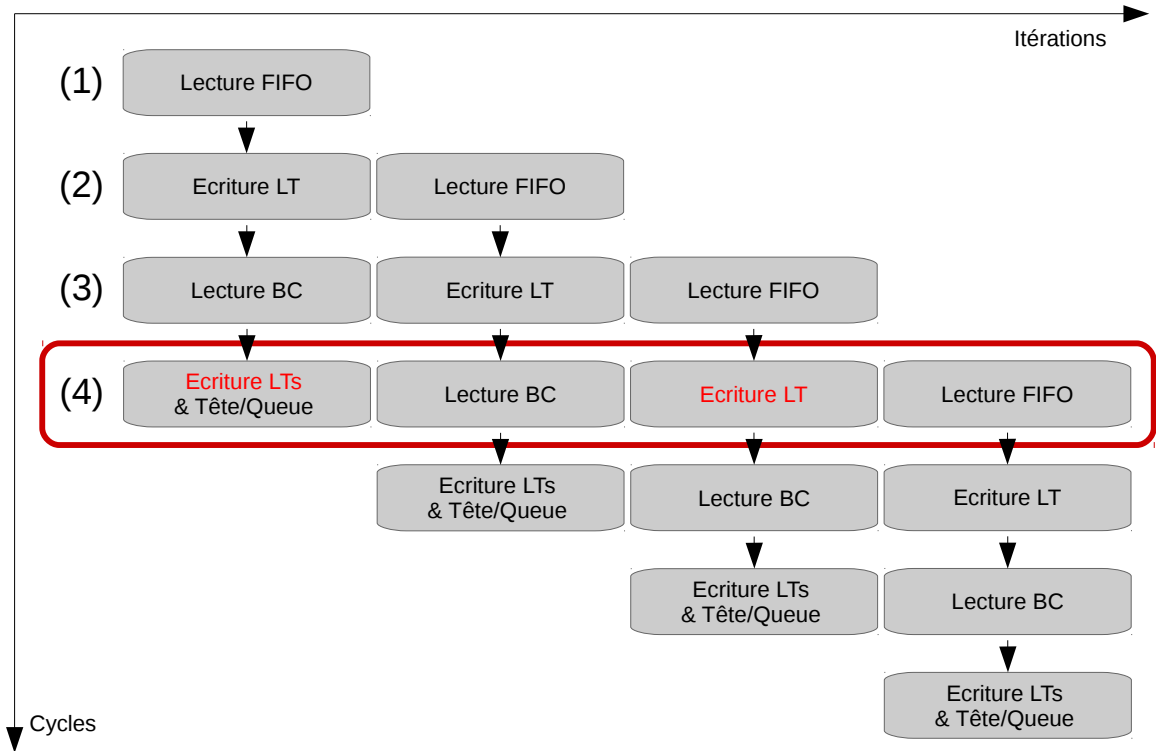 Itérations
(1)
Lecture FIFO
(2)
Ecriture LT
Lecture FIFO
(3)
Lecture BC
Ecriture LT
Lecture FIFO
(4)
Ecriture LTs
& Tête/Queue
Lecture BC
Ecriture LT
Lecture FIFO
Ecriture LTs
& Tête/Queue
Lecture BC
Ecriture LT
Ecriture LTs
& Tête/Queue
Lecture BC
Ecriture LTs
& Tête/Queue
Cycles